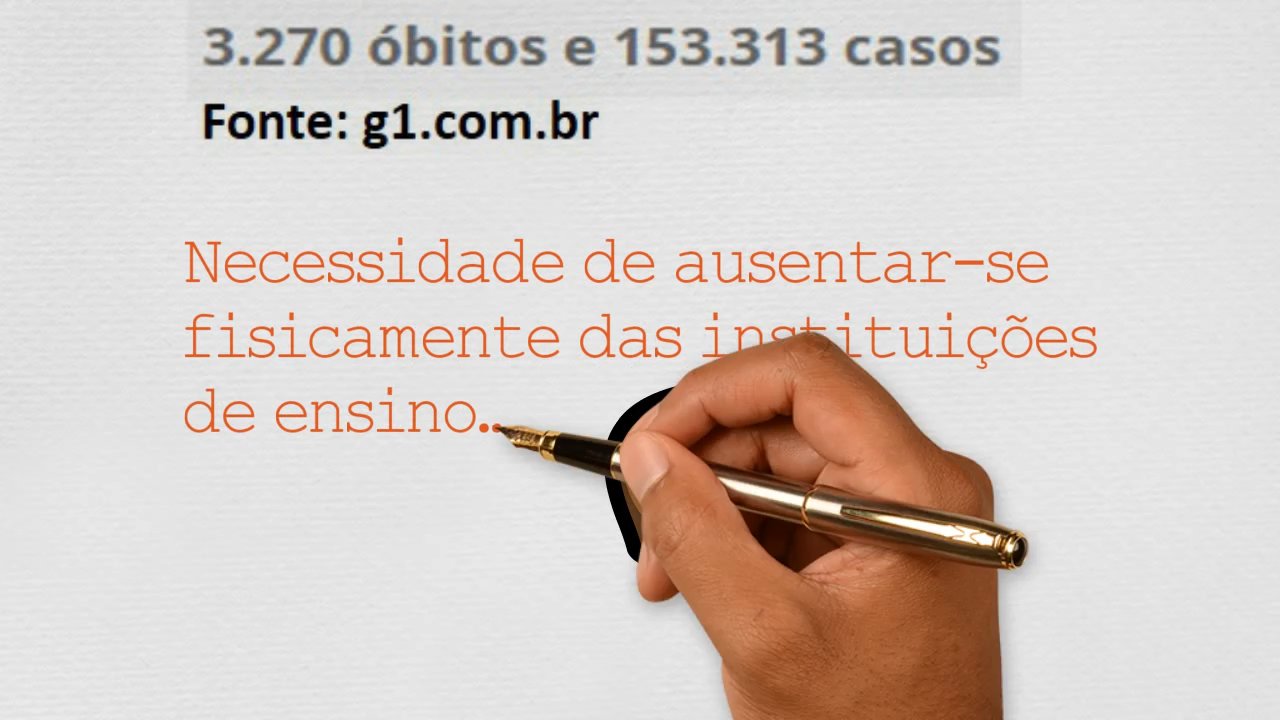 3.270 óbitos e 153.313 casos
Fonte: g1.com.br
Necessidade de ausentar-se
fisicamente das instituições
de ensino..